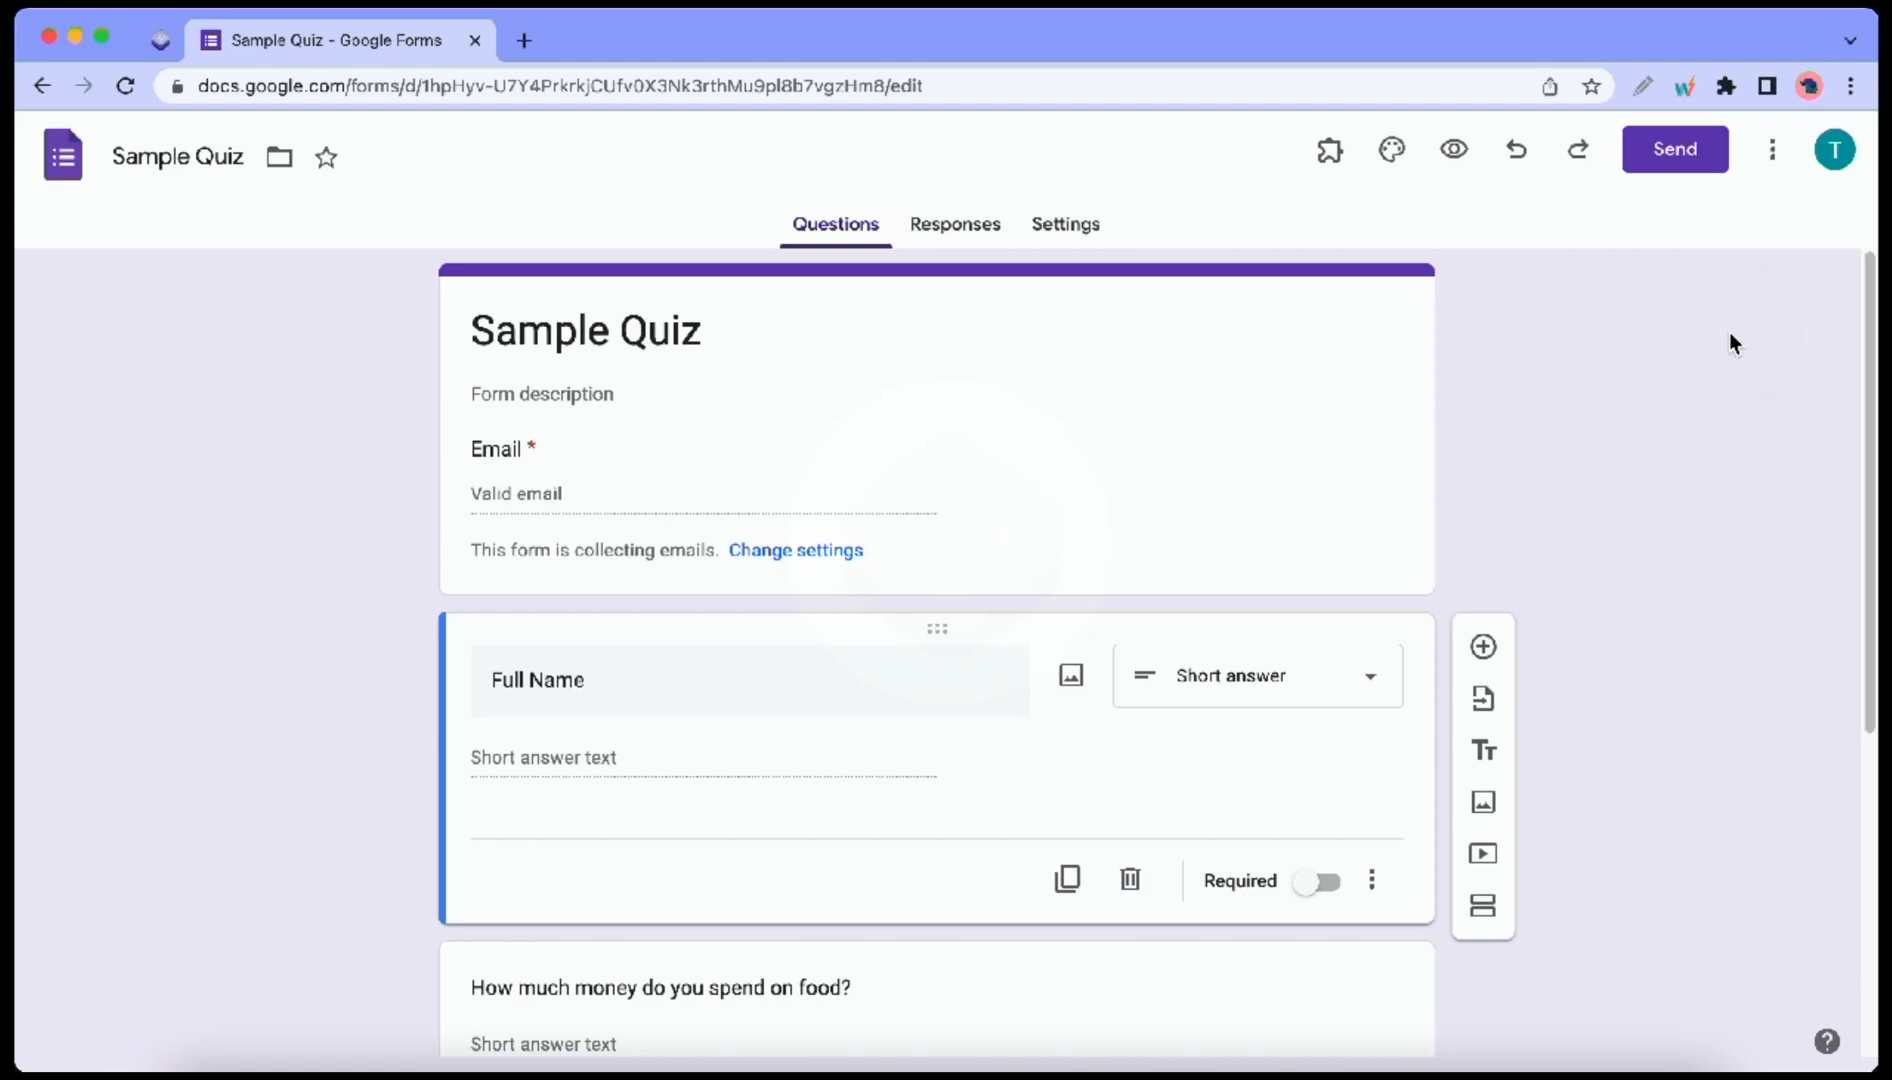 Sample Quiz - Google Forms
docs.google.com/forms/d/1hpHyv-U7Y4PrkrkjCUfv0X3Nk3rthMu9pl8b7vgzHm8/edit
Sample Quiz
Send
T
Questions Responses Settings
Sample Quiz
Form description
Email *
Valid email
This form is collecting emails. Change settings
Full Name
Short answer
Short answer text
Extended Forms
Required
How much money do you spend on food?
Short answer text